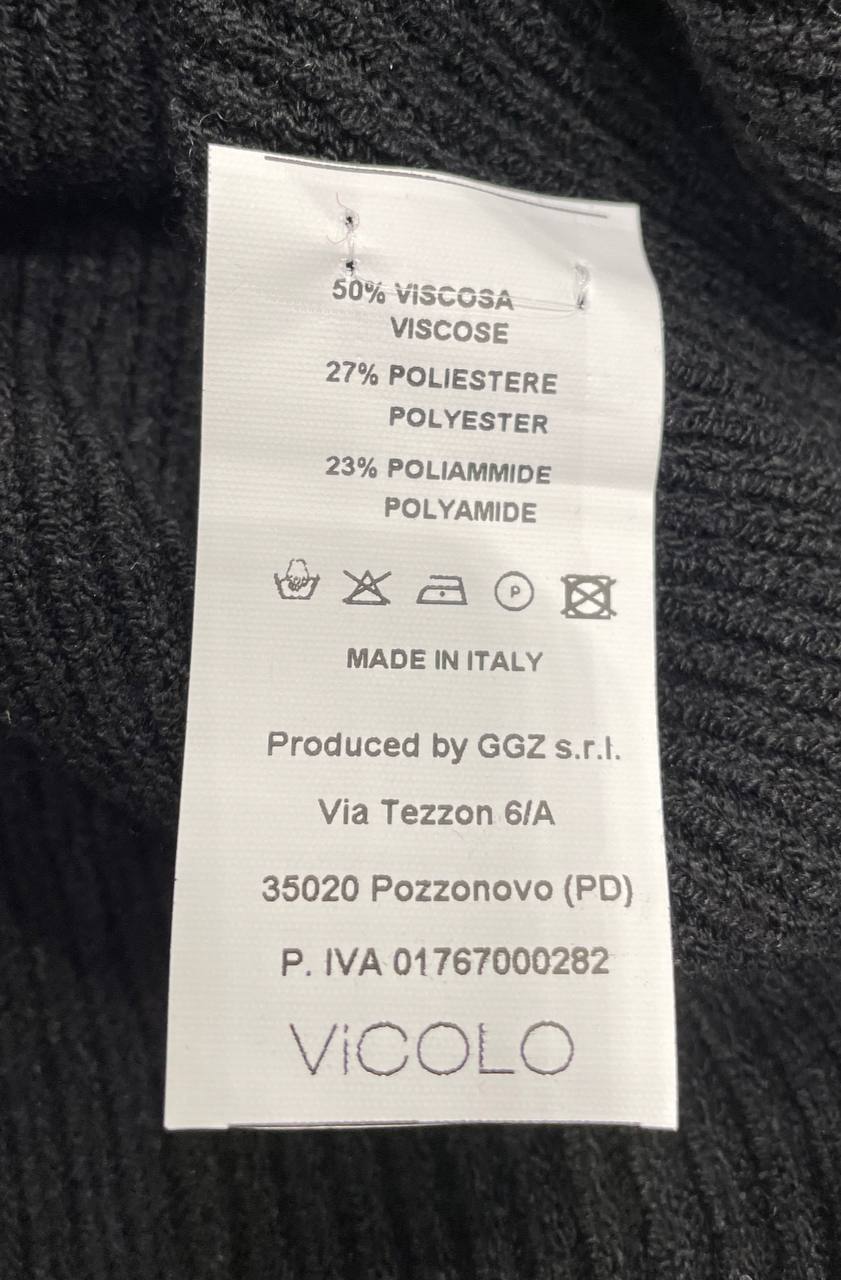 50% VISCOSA
VISCOSE
27% POLIESTERE
POLYESTER
23% POLIAMMIDE
POLYAMIDE
P
MADE IN ITALY
Produced by GGZ s.r.l.
Via Tezzon 6/A
35020 Pozzonovo (PD)
P. IVA 01767000282
ViCOLO